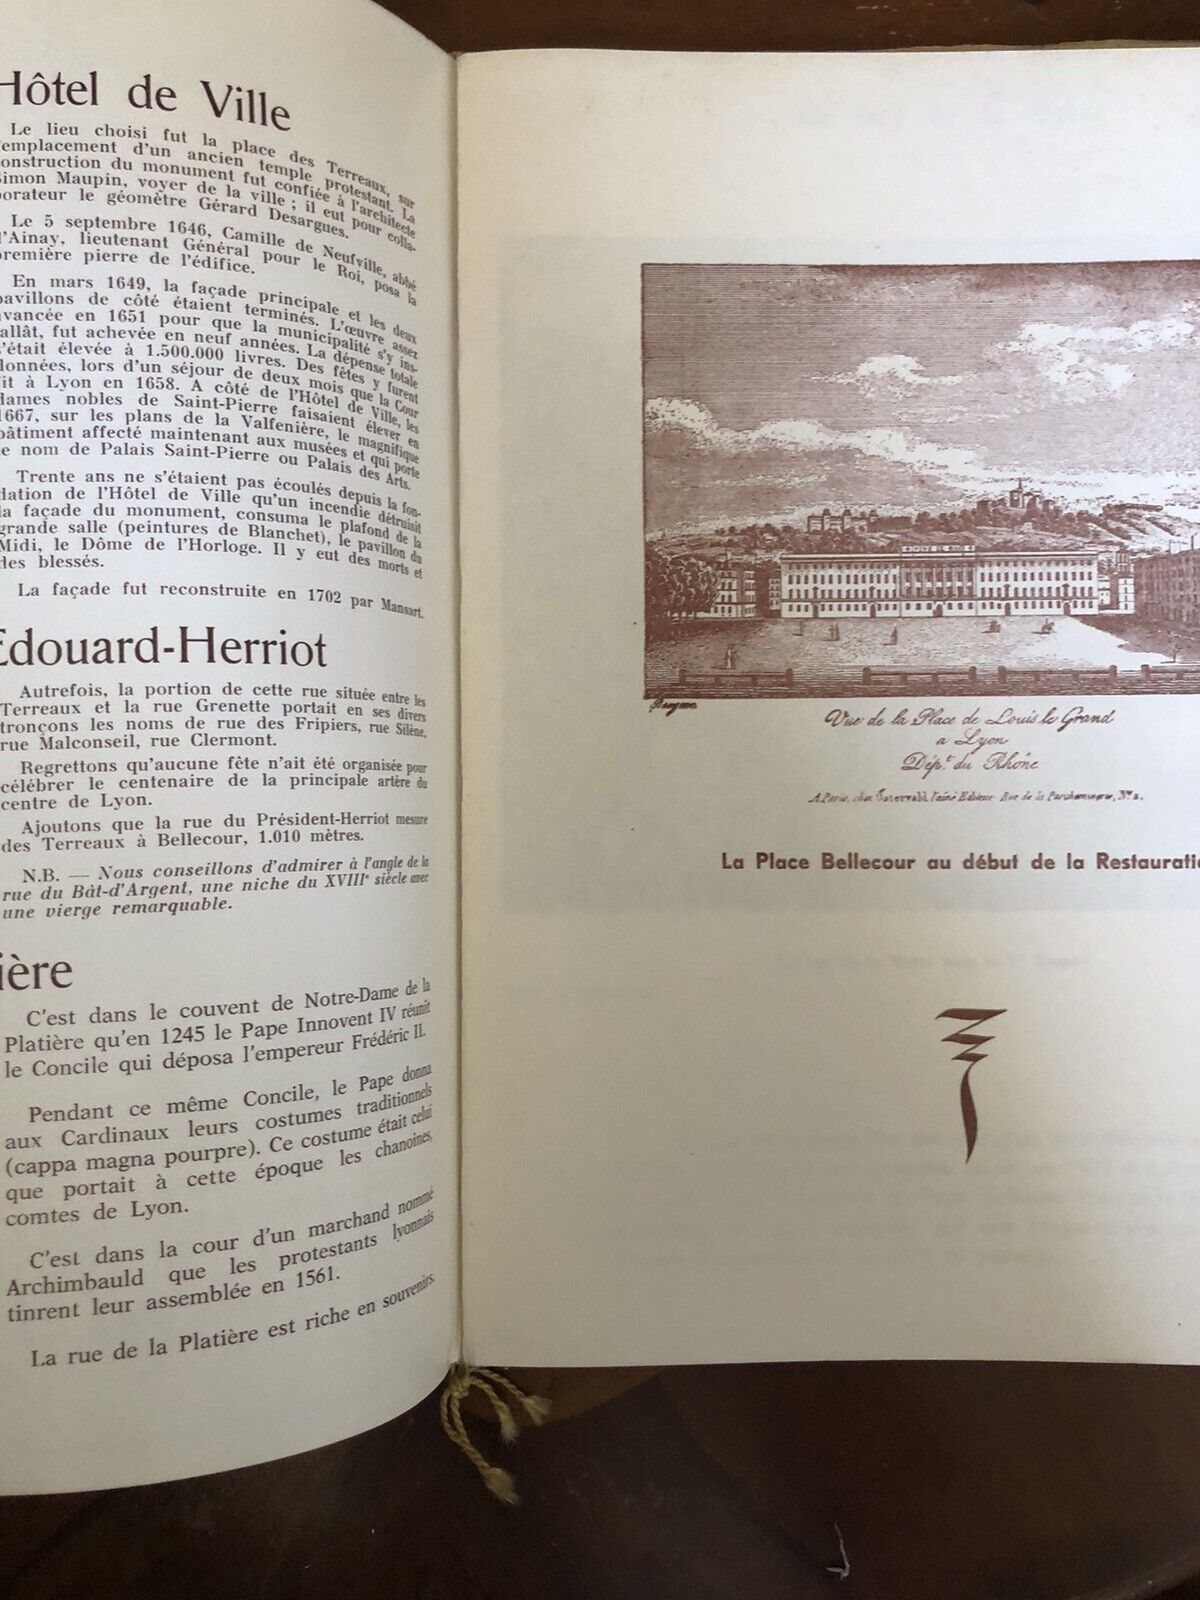 Hôtel de Ville
Le lieu choisi fut la place des Terreaux, sur
l'emplacement d'un ancien temple protestant. La
construction du monument fut confiée à l'architecte
Simon Maupin, voyer de la ville ; il eut pour colla-
borateur le géomètre Gérard Desargues.
Le 5 septembre 1646, Camille de Neufville, abbé
d'Ainay, lieutenant Général pour le Roi, posa la
première pierre de l'édifice.
En mars 1649, la façade principale et les deux
pavillons de côté étaient terminés. L'œuvre assez
avancée en 1651 pour que la municipalité s'y ins-
tallât, fut achevée en neuf années. La dépense totale
s'était élevée à 1.500.000 livres. Des fêtes y furent
données, lors d'un séjour de deux mois que la Cour
fit à Lyon en 1658. A côté de l'Hôtel de Ville, les
dames nobles de Saint-Pierre faisaient élever en
1667, sur les plans de la Valfenière, le magnifique
bâtiment affecté maintenant aux musées et qui porte
le nom de Palais Saint-Pierre ou Palais des Arts.
Trente ans ne s'étaient pas écoulés depuis la fon-
dation de l'Hôtel de Ville qu'un incendie détruisit
la façade du monument, consuma le plafond de la
grande salle (peintures de Blanchet), le pavillon du
Midi, le Dôme de l'Horloge. Il y eut des morts et
des blessés.
La façade fut reconstruite en 1702 par Mansart.
Edouard-Herriot
Autrefois, la portion de cette rue située entre les
Terreaux et la rue Grenette portait en ses divers
tronçons les noms de rue des Fripiers, rue Silène,
rue Malconseil, rue Clermont.
Regrettons qu'aucune fête n'ait été organisée pour
célébrer le centenaire de la principale artère du
centre de Lyon.
Ajoutons que la rue du Président-Herriot mesure
des Terreaux à Bellecour, 1.010 mètres.
N.B. — Nous conseillons d'admirer à l'angle de la
rue du Bât-d'Argent, une niche du XVIIIe siècle avec
une vierge remarquable.
ière
C'est dans le couvent de Notre-Dame de la
Platière qu'en 1245 le Pape Innovent IV réunit
le Concile qui déposa l'empereur Frédéric II.
Pendant ce même Concile, le Pape donna
aux Cardinaux leurs costumes traditionnels
(cappa magna pourpre). Ce costume était celui
que portait à cette époque les chanoines,
comtes de Lyon.
C'est dans la cour d'un marchand nommé
Archimbauld que les protestants lyonnais
tinrent leur assemblée en 1561.
La rue de la Platière est riche en souvenirs.
Vue de la Place de Louis le Grand
a Lyon
Dépt. du Rhône
A Paris, chez l'ainé Editeur Rue de la Parcheminerie, No 2.
La Place Bellecour au début de la Restauratio